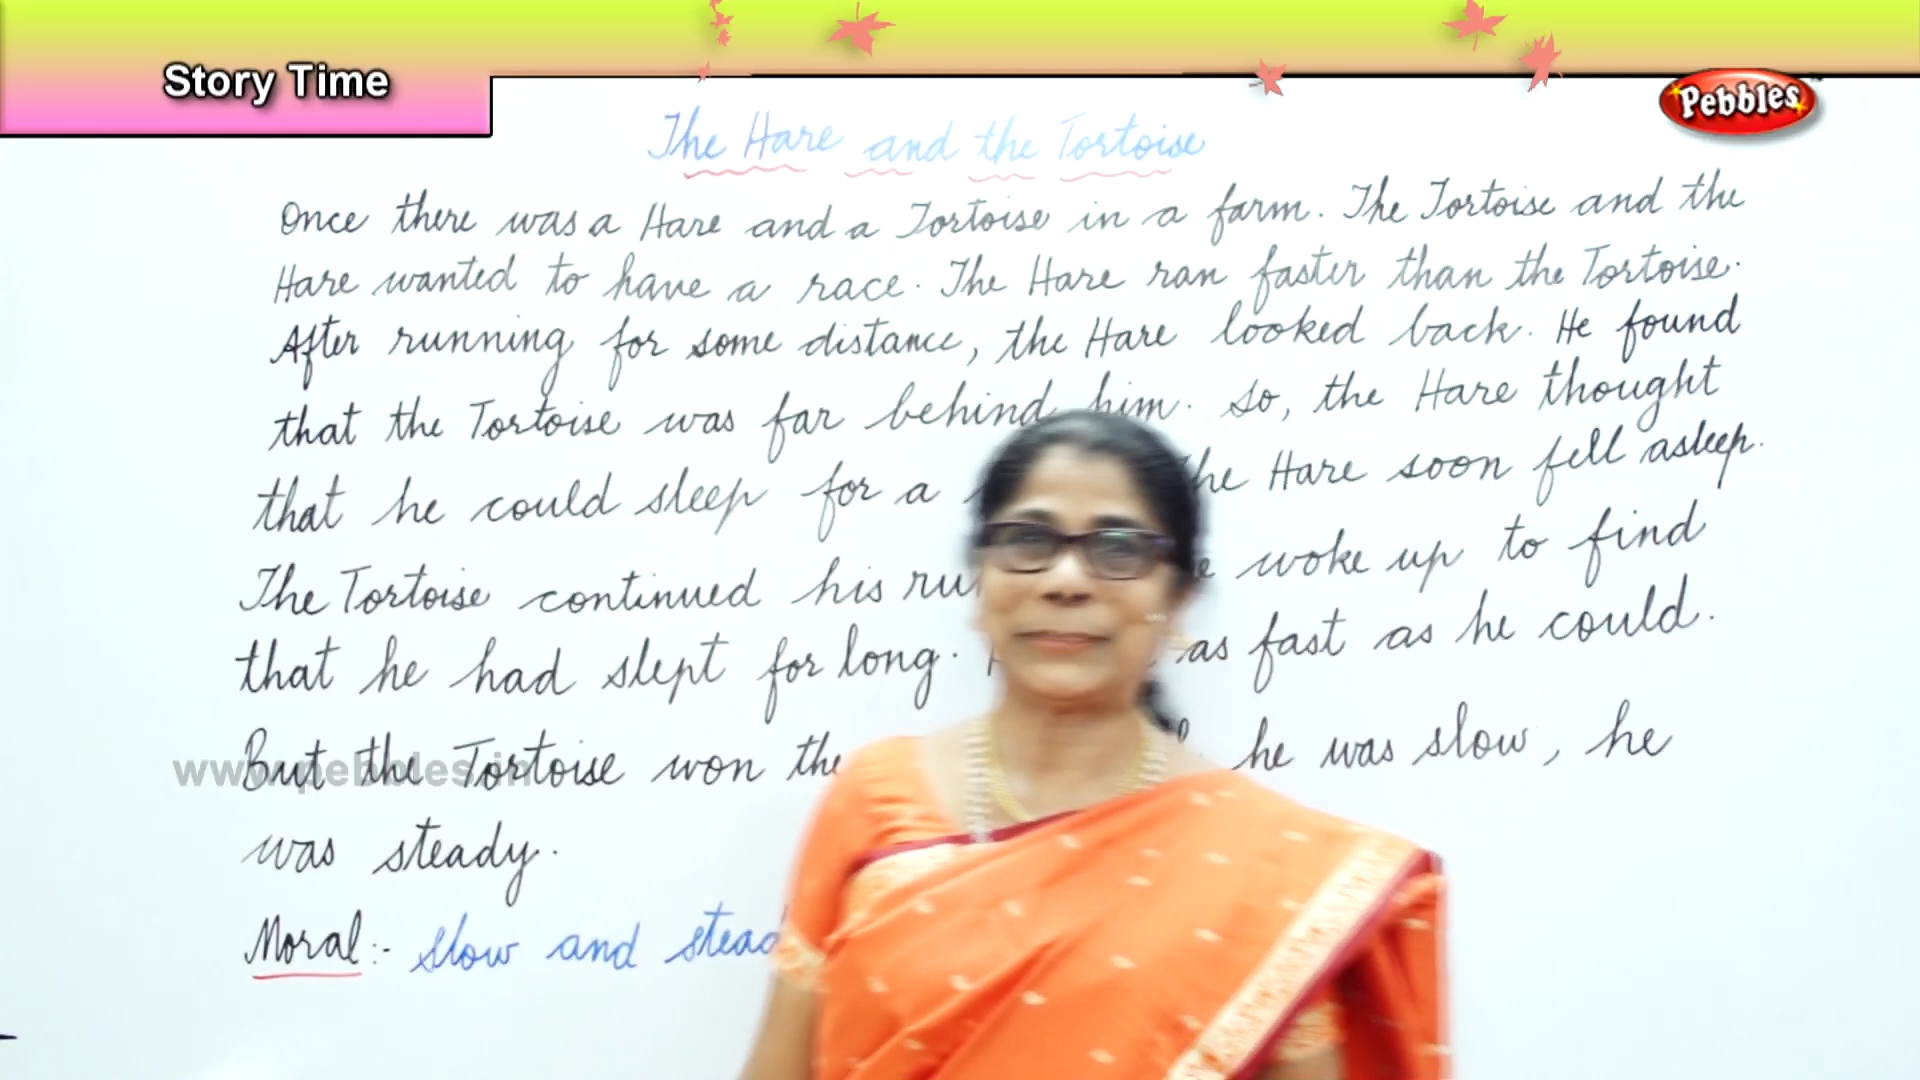 Story Time
Pebbles
The Hare and the Tortoise
Once there was a Hare and a Tortoise in a farm. The Tortoise and the
Hare wanted to have a race. The Hare ran faster than the Tortoise.
After running for some distance, the Hare looked back. He found
that the Tortoise was far behind him. So, the Hare thought
that he could sleep for a Hare soon fell asleep.
The Tortoise continued his woke up to find
that he had slept for long. as fast as he could.
But the Tortoise won the he was slow, he
www.pebbles.in
was steady.
Moral:- Slow and